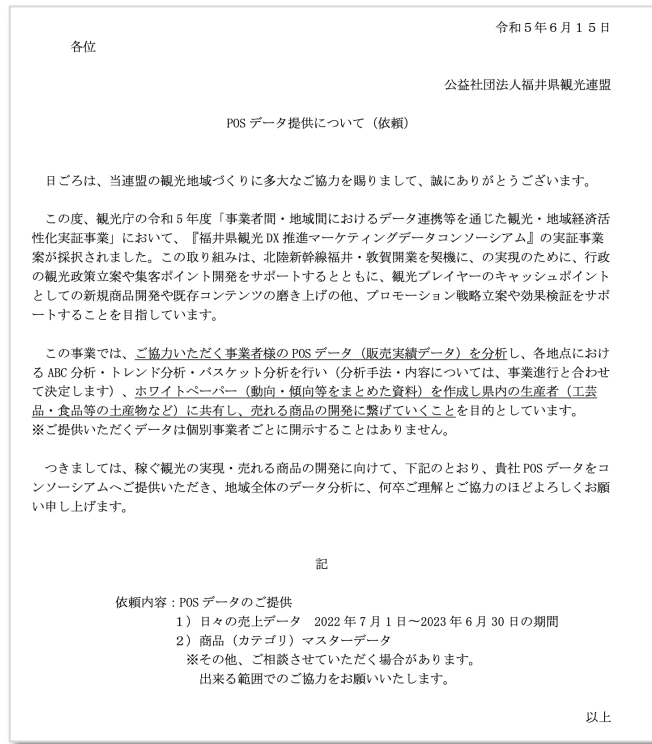 令和５年６月１５日
各位
公益社団法人福井県観光連盟
POS データ提供について（依頼）
日ごろは、当連盟の観光地域づくりに多大なご協力を賜りまして、誠にありがとうございます。
この度、観光庁の令和５年度「事業者間・地域間におけるデータ連携等を通じた観光・地域経済活
性化実証事業」において、『福井県観光 DX 推進マーケティングデータコンソーシアム』の実証事業
案が採択されました。この取り組みは、北陸新幹線福井・敦賀開業を契機に、の実現のために、行政
の観光政策立案や集客ポイント開発をサポートするとともに、観光プレイヤーのキャッシュポイント
としての新規商品開発や既存コンテンツの磨き上げの他、プロモーション戦略立案や効果検証をサポ
ートすることを目指しています。
この事業では、ご協力いただく事業者様の POS データ（販売実績データ）を分析し、各地点におけ
る ABC 分析・トレンド分析・バスケット分析を行い（分析手法・内容については、事業進行と合わせ
て決定します）、ホワイトペーパー（動向・傾向等をまとめた資料）を作成し県内の生産者（工芸
品・食品等の土産物など）に共有し、売れる商品の開発に繋げていくことを目的としています。
※ご提供いただくデータは個別事業者ごとに開示することはありません。
つきましては、稼ぐ観光の実現・売れる商品の開発に向けて、下記のとおり、貴社 POS データをコ
ンソーシアムへご提供いただき、地域全体のデータ分析に、何卒ご理解とご協力のほどよろしくお願
い申し上げます。
記
依頼内容：POS データのご提供
１）日々の売上データ　2022 年 7 月 1 日～2023 年 6 月 30 日の期間
２）商品（カテゴリ）マスターデータ
※その他、ご相談させていただく場合があります。
出来る範囲でのご協力をお願いいたします。
以上